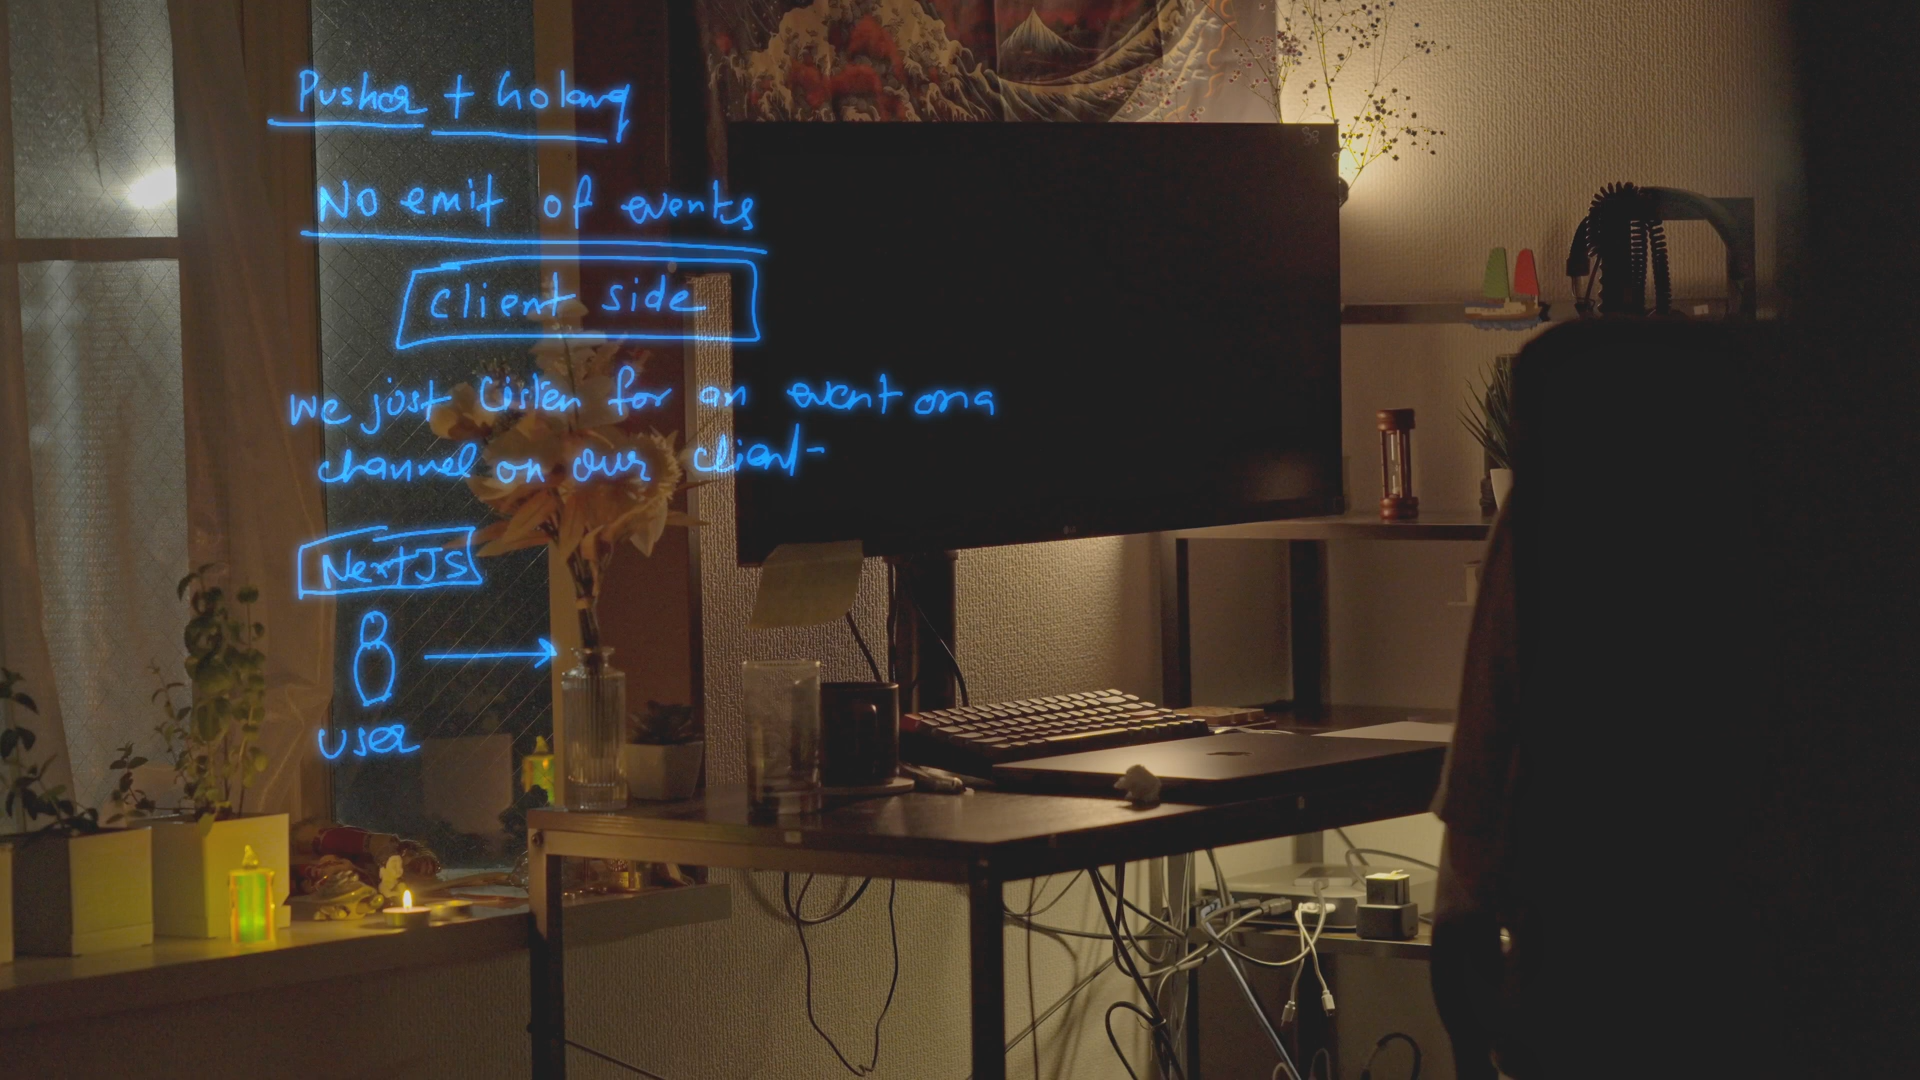 Pusher + Golang
No emit of events
client side
we just listen for an event on a
channel on our client
NextJS
user